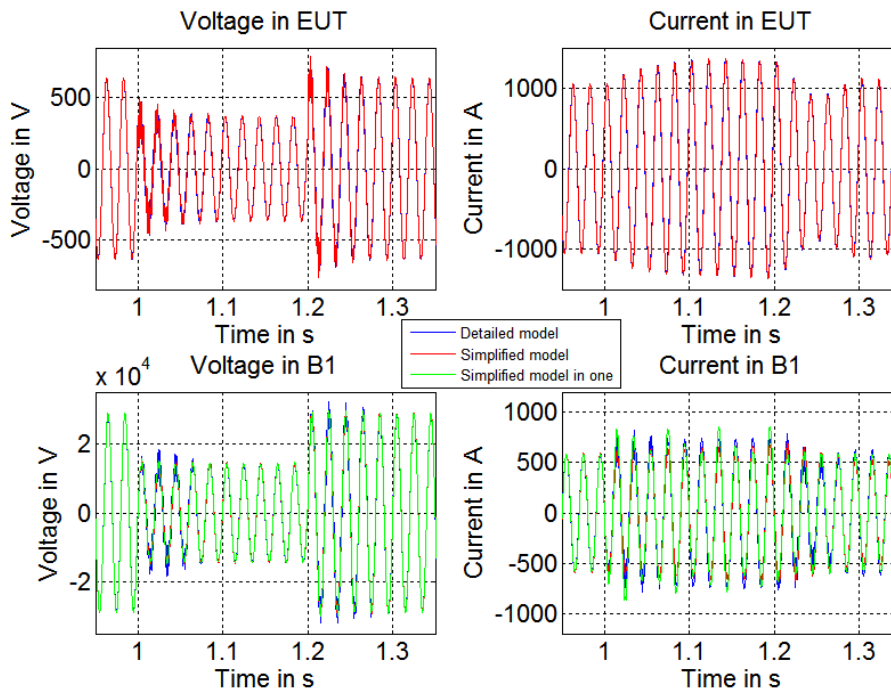 Voltage in EUT
Current in EUT
Voltage in V
500
0
-500
1 1.1 1.2 1.3
Time in s
Current in A
1000
0
-1000
1 1.1 1.2 1.3
Time in s
Detailed model
Simplified model
Simplified model in one
Voltage in B1
Current in B1
x 10^4
Voltage in V
2
0
-2
1 1.1 1.2 1.3
Time in s
Current in A
1000
500
0
-500
-1000
1 1.1 1.2 1.3
Time in s